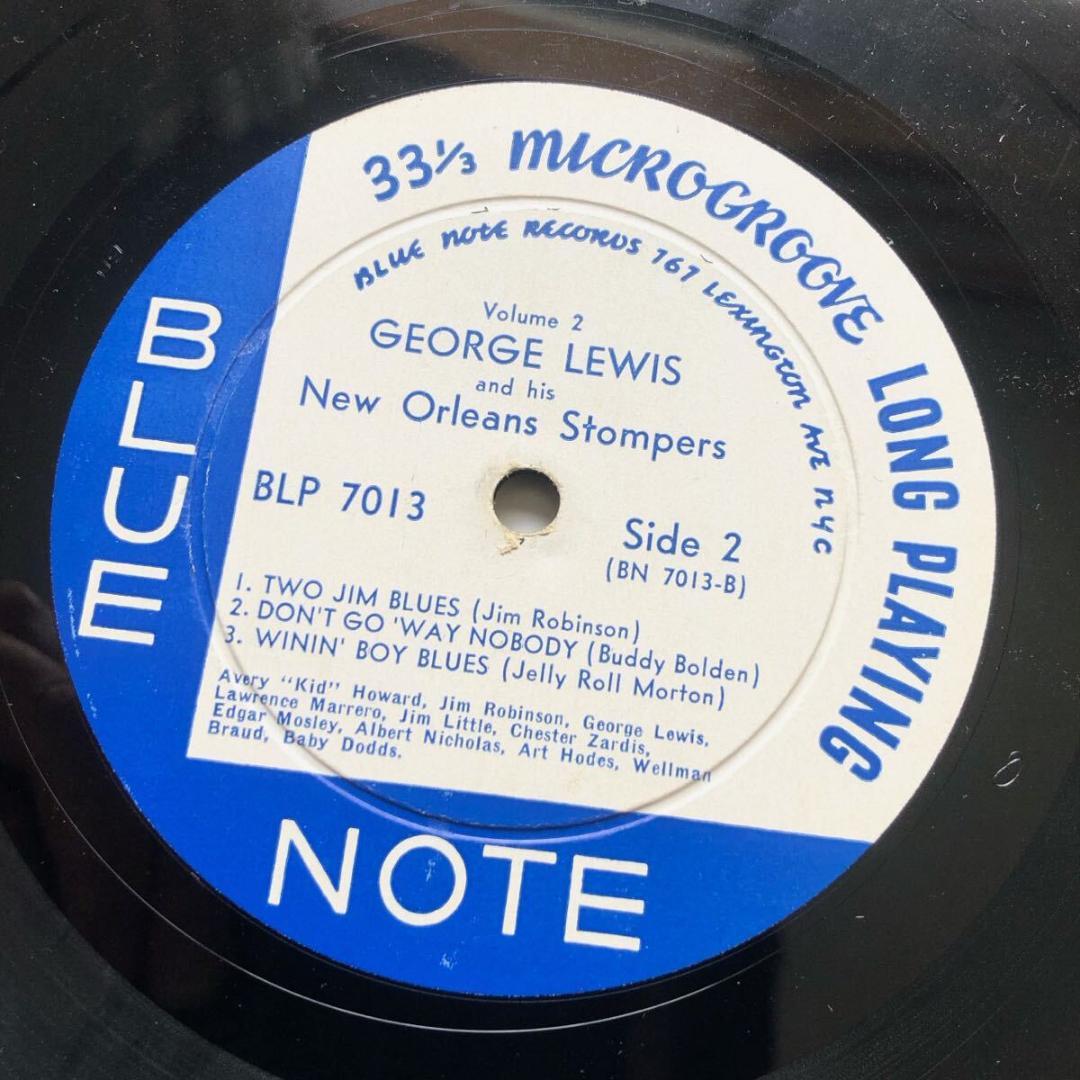 33⅓ MICROGROOVE LONG PLAYING
BLUE NOTE RECORDS 767 LEXINGTON AVE NYC
Volume 2
GEORGE LEWIS
and his
New Orleans Stompers
BLP 7013
Side 2
(BN 7013-B)
1. TWO JIM BLUES (Jim Robinson)
2. DON'T GO 'WAY NOBODY (Buddy Bolden)
3. WININ' BOY BLUES (Jelly Roll Morton)
Avery "Kid" Howard, Jim Robinson, George Lewis,
Lawrence Marrero, Jim Little, Chester Zardis,
Edgar Mosley, Albert Nicholas, Art Hodes, Wellman
Braud, Baby Dodds.
BLUE
NOTE